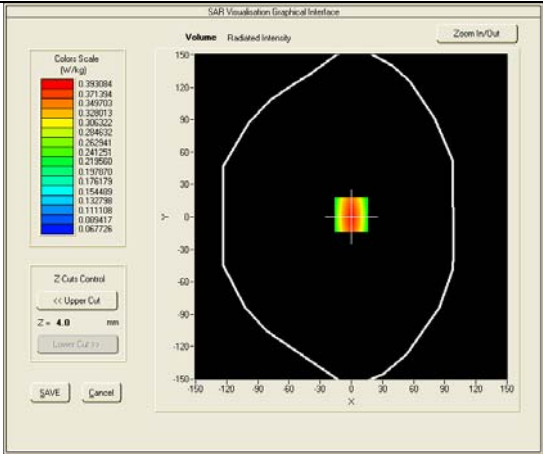 SAR Visualisation Graphical Interface
Volume Radiated Intensity
Zoom In/Out
Colors Scale
(W/kg)
0.393084
0.371394
0.349703
0.328013
0.306322
0.284632
0.262941
0.241251
0.219560
0.197870
0.176179
0.154489
0.132798
0.111108
0.089417
0.067726
Z Cuts Control
<< Upper Cut
Z = 4.0 mm
Lower Cut >>
SAVE Cancel
150
120
90
60
30
0
-30
-60
-90
-120
-150
Y
-150 -120 -90 -60 -30 0 30 60 90 120 150
X